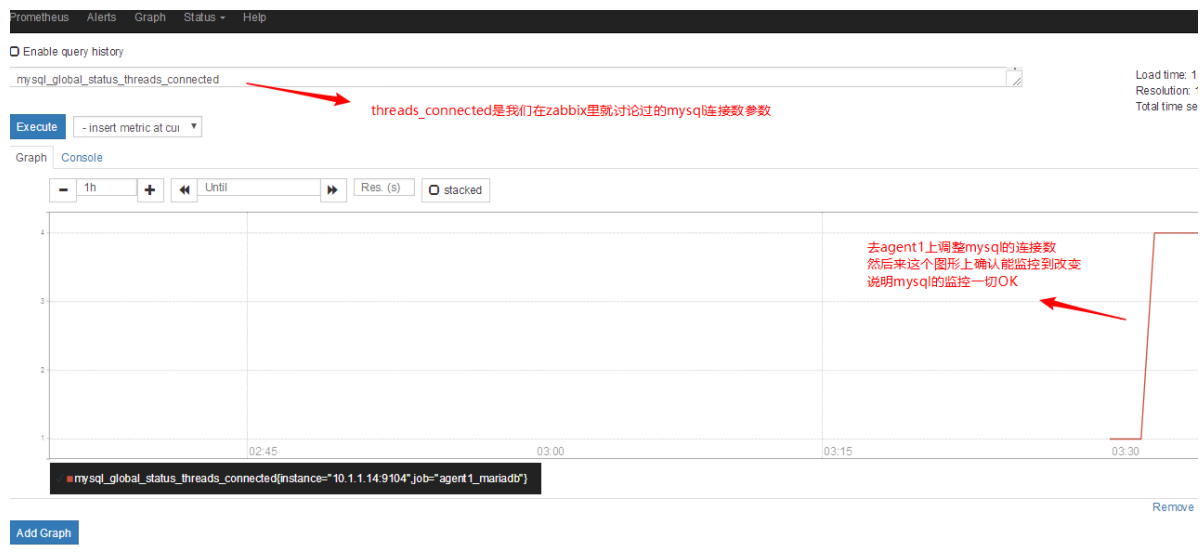 Prometheus Alerts Graph Status Help
Enable query history
mysql_global_status_threads_connected
Load time: 1
Resolution: 1
Total time se
threads_connected是我们在zabbix里就讨论过的mysql连接数参数
Execute - insert metric at cur
Graph Console
1h Until Res. (s) stacked
4
去agent1上调整mysql的连接数
然后来这个图形上确认能监控到改变
说明mysql的监控一切OK
3
2
1
02:45 03:00 03:15 03:30
mysql_global_status_threads_connected{instance="10.1.1.14:9104",job="agent1_mariadb"}
Remove
Add Graph